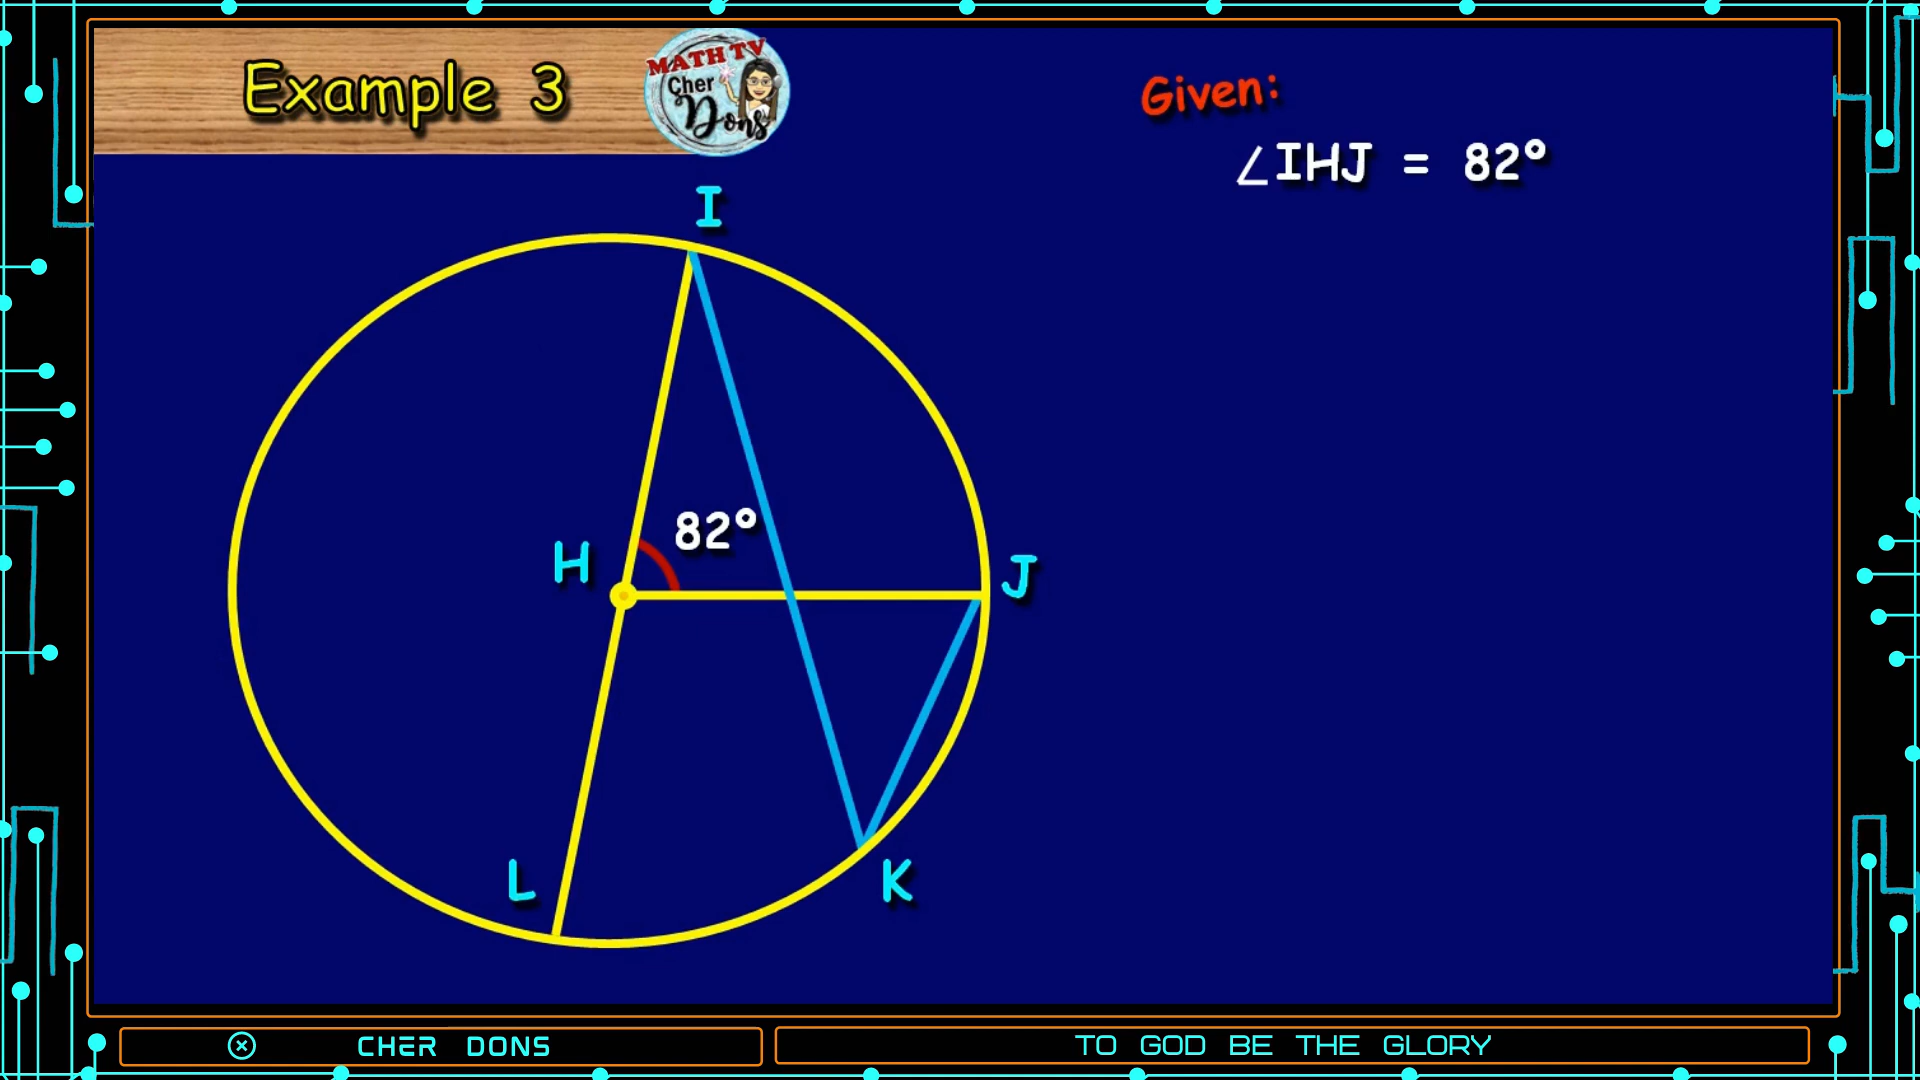 Example 3
MATH TV
Cher
Dons
Given:
∠IHJ = 82°
I
82°
H
J
L
K
CHER DONS
TO GOD BE THE GLORY